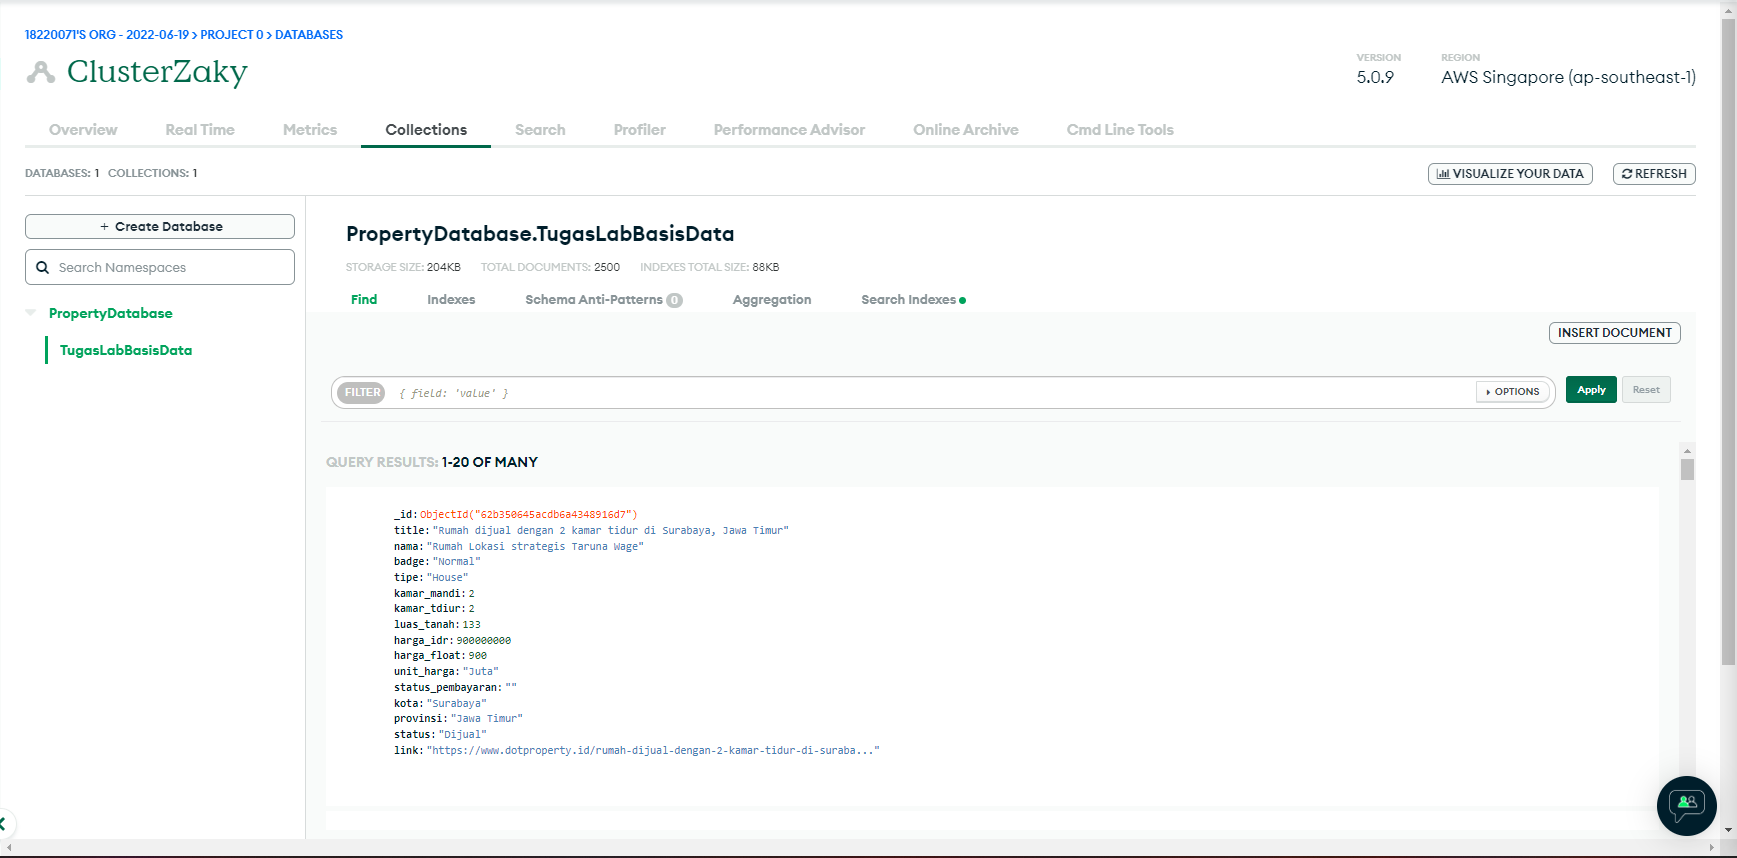 18220071'S ORG - 2022-06-19 > PROJECT 0 > DATABASES
ClusterZaky
VERSION
5.0.9
REGION
AWS Singapore (ap-southeast-1)
Overview Real Time Metrics Collections Search Profiler Performance Advisor Online Archive Cmd Line Tools
DATABASES: 1 COLLECTIONS: 1
VISUALIZE YOUR DATA REFRESH
+ Create Database
Search Namespaces
PropertyDatabase
TugasLabBasisData
PropertyDatabase.TugasLabBasisData
STORAGE SIZE: 204KB TOTAL DOCUMENTS: 2500 INDEXES TOTAL SIZE: 88KB
Find Indexes Schema Anti-Patterns 0 Aggregation Search Indexes
INSERT DOCUMENT
FILTER { field: 'value' } OPTIONS Apply Reset
QUERY RESULTS: 1-20 OF MANY
_id: ObjectId("62b350645acdb6a4348916d7")
title: "Rumah dijual dengan 2 kamar tidur di Surabaya, Jawa Timur"
nama: "Rumah Lokasi strategis Taruna Wage"
badge: "Normal"
tipe: "House"
kamar_mandi: 2
kamar_tdiur: 2
luas_tanah: 133
harga_idr: 900000000
harga_float: 900
unit_harga: "Juta"
status_pembayaran: ""
kota: "Surabaya"
provinsi: "Jawa Timur"
status: "Dijual"
link: "https://www.dotproperty.id/rumah-dijual-dengan-2-kamar-tidur-di-suraba..."